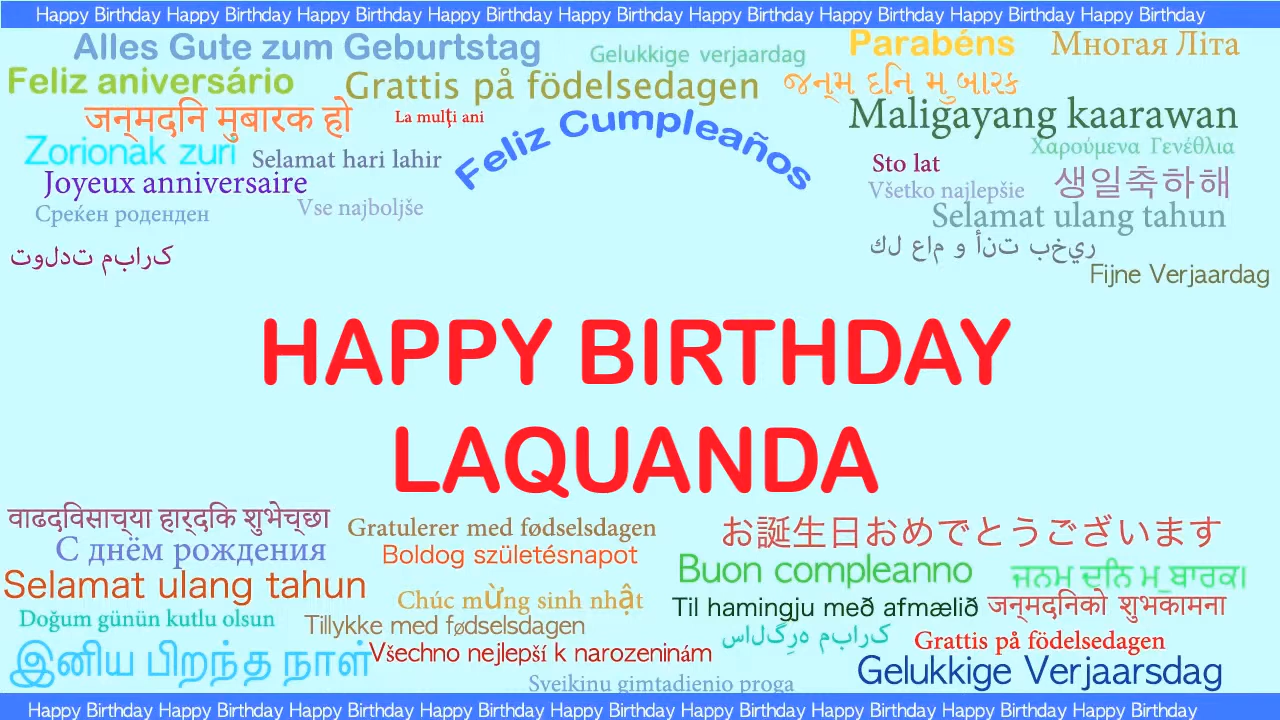 Happy Birthday Happy Birthday Happy Birthday Happy Birthday Happy Birthday Happy Birthday Happy Birthday Happy Birthday Happy Birthday
Alles Gute zum Geburtstag
Gelukkige verjaardag
Parabéns
Многая Літа
Feliz aniversário
Grattis på födelsedagen
જન્મ દિન મુબારક
जन्मदिन मुबारक हो
La mulţi ani
Feliz Cumpleaños
Maligayang kaarawan
Zorionak zuri
Selamat hari lahir
Χαρούμενα Γενέθλια
Sto lat
Joyeux anniversaire
Všetko najlepšie
생일축하해
Срeќен роденден
Vse najboljše
Selamat ulang tahun
تولدت مبارک
كل عام و أنت بخير
Fijne Verjaardag
HAPPY BIRTHDAY
LAQUANDA
वाढदिवसाच्या हार्दिक शुभेच्छा
Gratulerer med fødselsdagen
お誕生日おめでとうございます
С днём рождения
Boldog születésnapot
Buon compleanno
ਜਨਮ ਦਿਨ ਮੁਬਾਰਕ।
Selamat ulang tahun
Chúc mừng sinh nhật
Til hamingju með afmælið
जन्मदिनको शुभकामना
Doğum günün kutlu olsun
Tillykke med fødselsdagen
سالگرہ مبارک
Grattis på födelsedagen
இனிய பிறந்த நாள்
Všechno nejlepší k narozeninám
Gelukkige Verjaarsdag
Sveikinu gimtadienio proga
Happy Birthday Happy Birthday Happy Birthday Happy Birthday Happy Birthday Happy Birthday Happy Birthday Happy Birthday Happy Birthday